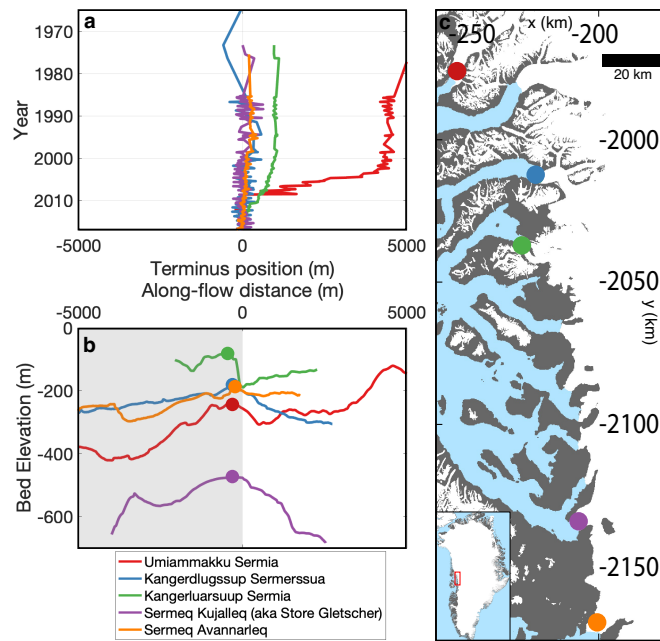 a
1970
1980
1990
2000
2010
Year
-5000
0
5000
Terminus position (m)
Along-flow distance (m)
-5000
0
5000
b
0
-200
-400
-600
Bed Elevation (m)
Umiammakku Sermia
Kangerdlugssup Sermerssua
Kangerluarsuup Sermia
Sermeq Kujalleq (aka Store Gletscher)
Sermeq Avannarleq
c
x (km)
-250
-200
20 km
-2000
-2050
y (km)
-2100
-2150